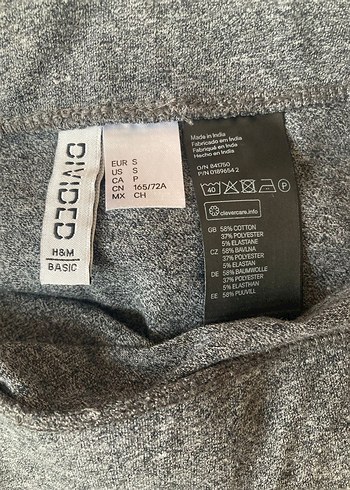 DIVIDED
H&M
BASIC
EUR S
US S
CA P
CN 165/72A
MX CH
Made in India
Fabricado em Índia
Fabriqué en Inde
Hecho en India
O/N 841750
P/N 0189654 2
40 A P
clevercare.info
GB 58% COTTON
37% POLYESTER
5% ELASTANE
CZ 58% BAVLNA
37% POLYESTER
5% ELASTAN
DE 58% BAUMWOLLE
37% POLYESTER
5% ELASTHAN
EE 58% PUUVILL